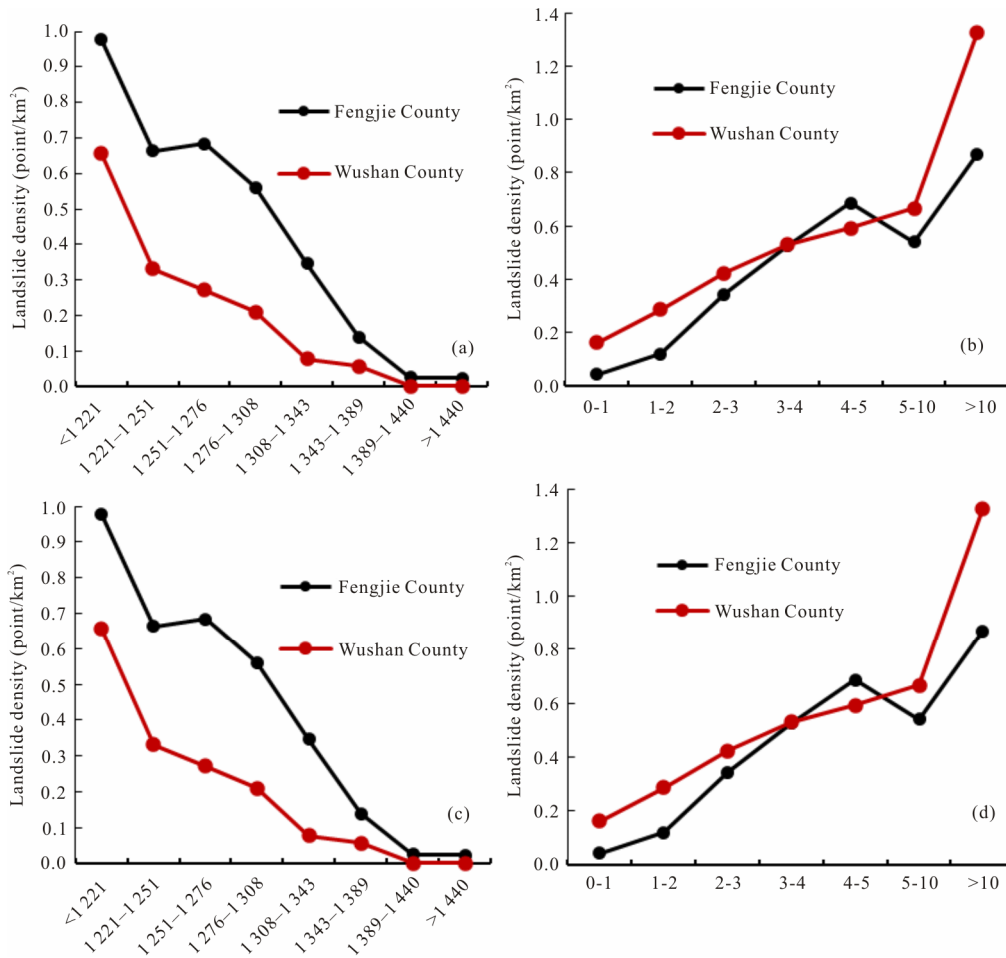 Landslide density (point/km²)
1.0
0.9
0.8
0.7
0.6
0.5
0.4
0.3
0.2
0.1
0.0
Fengjie County
Wushan County
(a)
<1 221
1 221–1 251
1 251–1 276
1 276–1 308
1 308–1 343
1 343–1 389
1 389–1 440
>1 440
Landslide density (point/km²)
1.4
1.2
1.0
0.8
0.6
0.4
0.2
0.0
Fengjie County
Wushan County
(b)
0-1
1-2
2-3
3-4
4-5
5-10
>10
Landslide density (point/km²)
1.0
0.9
0.8
0.7
0.6
0.5
0.4
0.3
0.2
0.1
0.0
Fengjie County
Wushan County
(c)
<1 221
1 221–1 251
1 251–1 276
1 276–1 308
1 308–1 343
1 343–1 389
1 389–1 440
>1 440
Landslide density (point/km²)
1.4
1.2
1.0
0.8
0.6
0.4
0.2
0.0
Fengjie County
Wushan County
(d)
0-1
1-2
2-3
3-4
4-5
5-10
>10